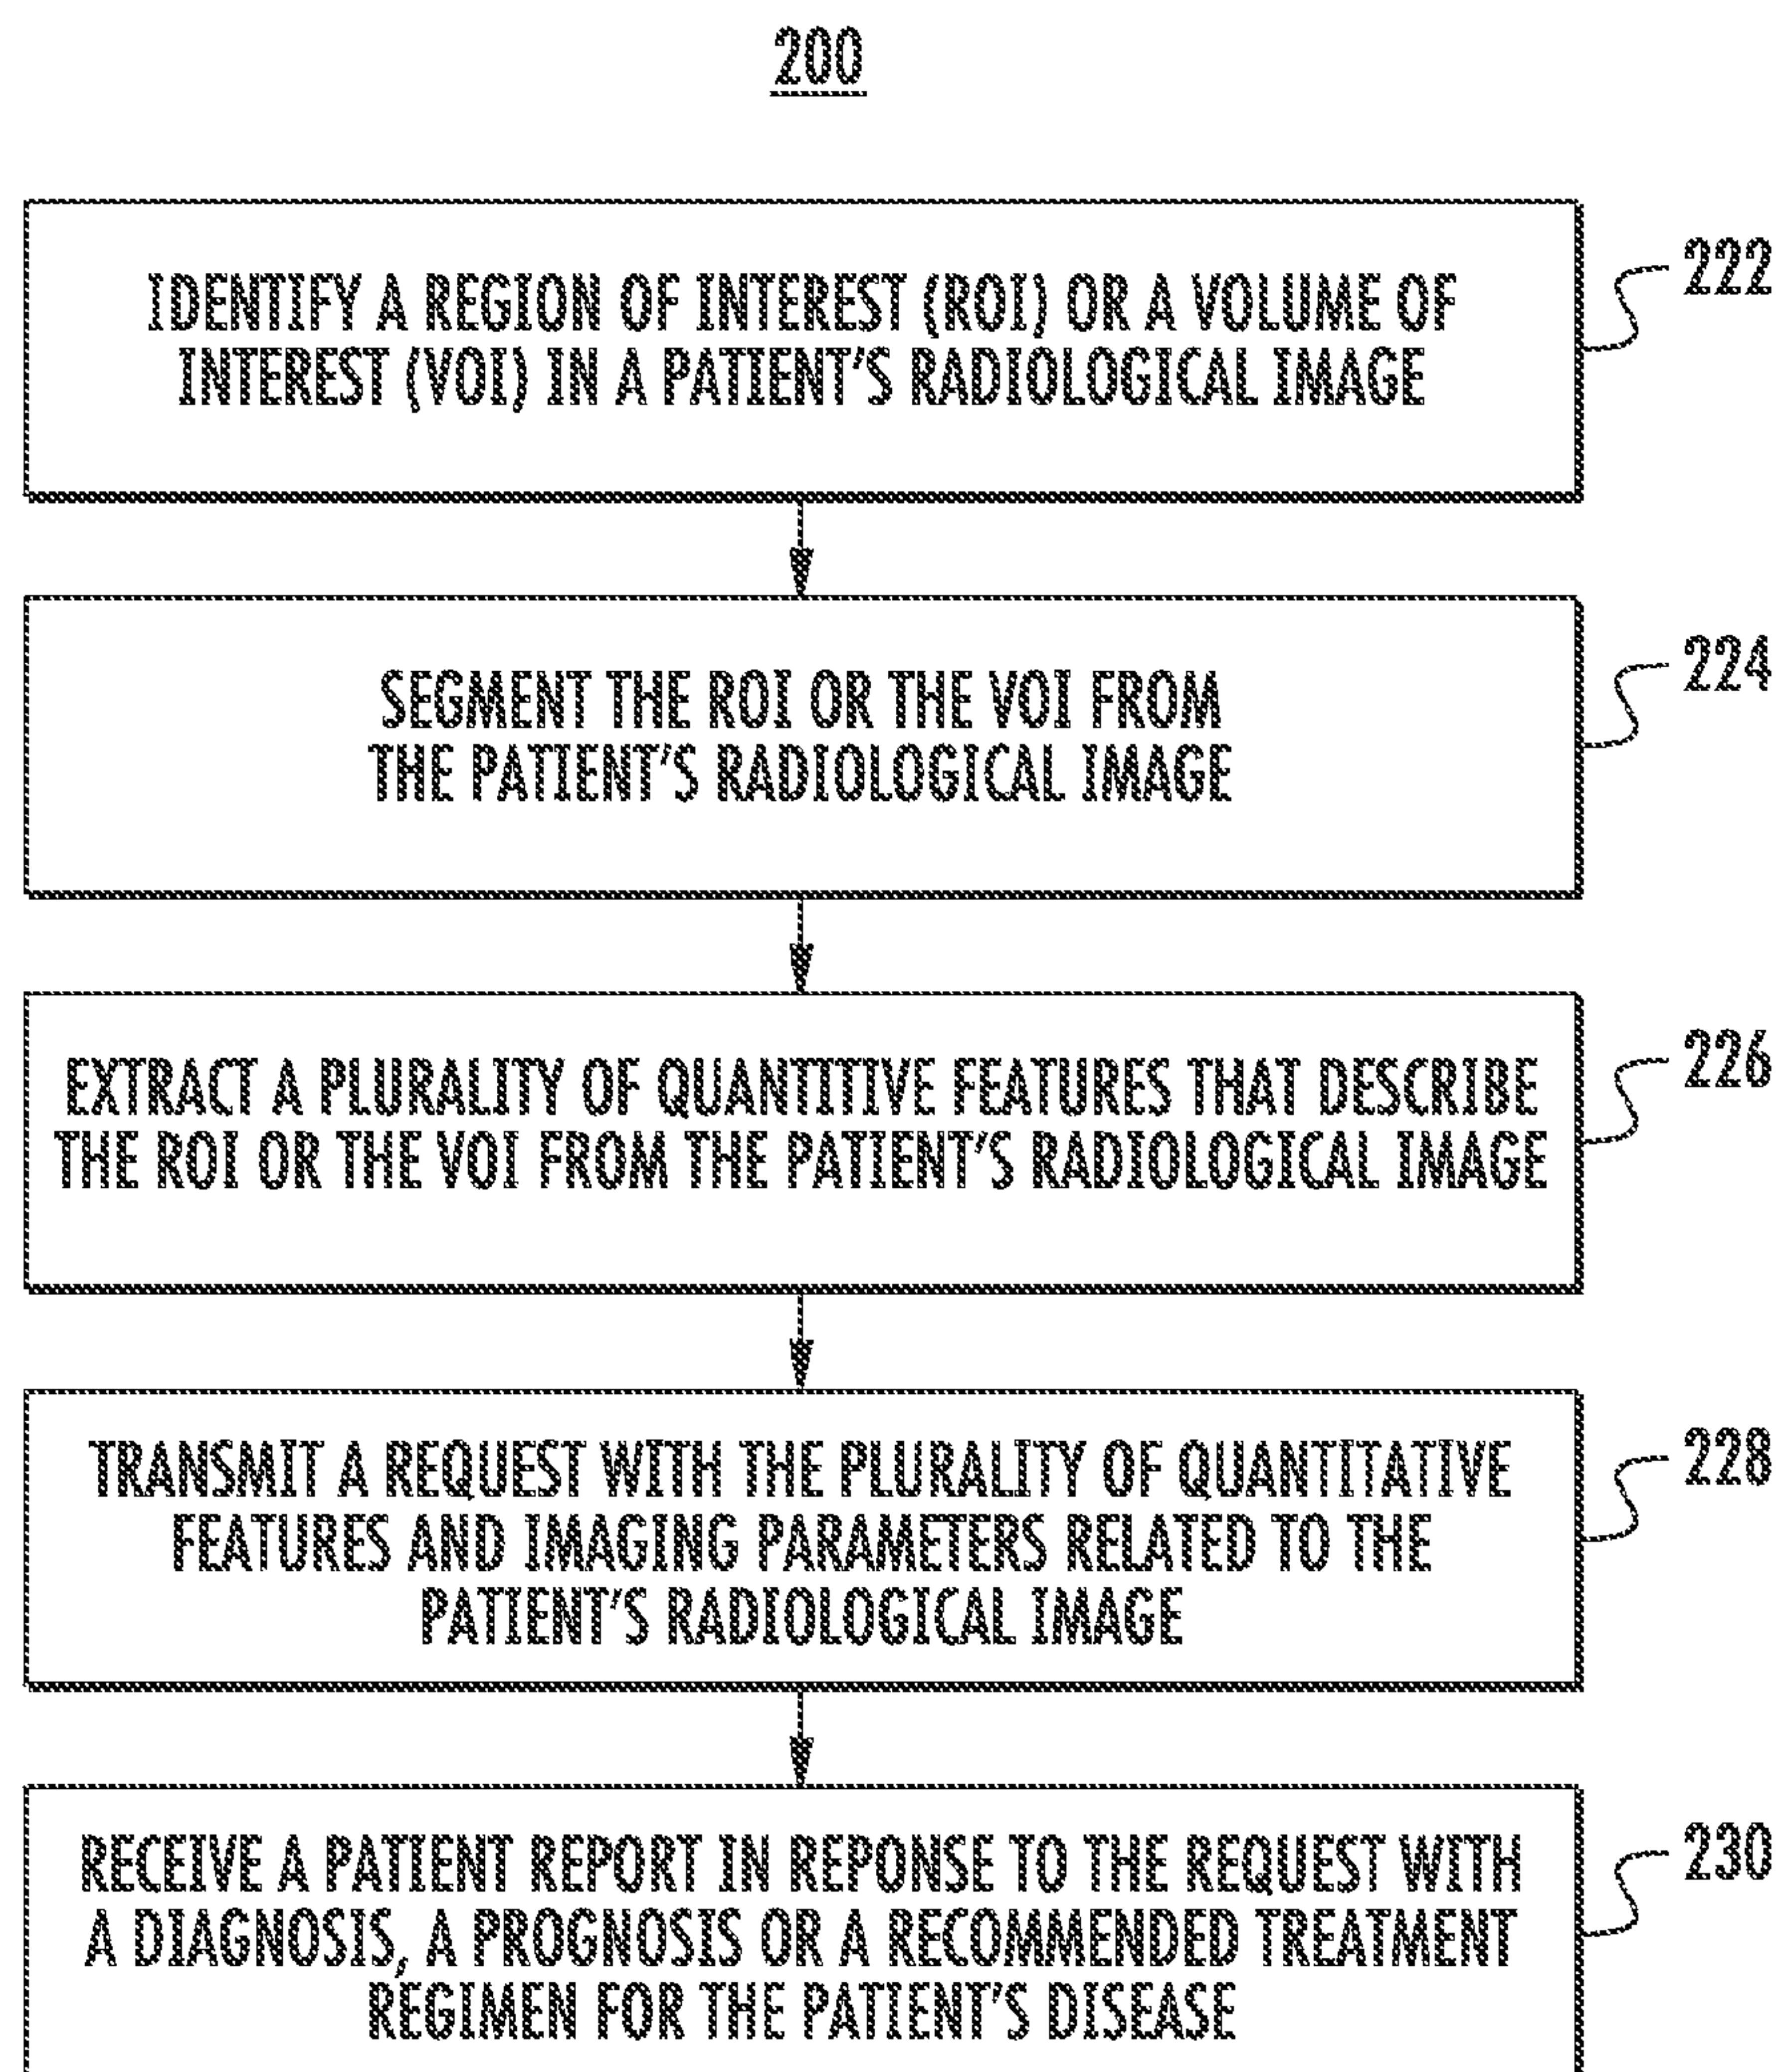 200
IDENTIFY A REGION OF INTEREST (ROI) OR A VOLUME OF
INTEREST (VOI) IN A PATIENT'S RADIOLOGICAL IMAGE
222
SEGMENT THE ROI OR THE VOI FROM
THE PATIENT'S RADIOLOGICAL IMAGE
224
EXTRACT A PLURALITY OF QUANTITIVE FEATURES THAT DESCRIBE
THE ROI OR THE VOI FROM THE PATIENT'S RADIOLOGICAL IMAGE
226
TRANSMIT A REQUEST WITH THE PLURALITY OF QUANTITATIVE
FEATURES AND IMAGING PARAMETERS RELATED TO THE
PATIENT'S RADIOLOGICAL IMAGE
228
RECEIVE A PATIENT REPORT IN REPONSE TO THE REQUEST WITH
A DIAGNOSIS, A PROGNOSIS OR A RECOMMENDED TREATMENT
REGIMEN FOR THE PATIENT'S DISEASE
230